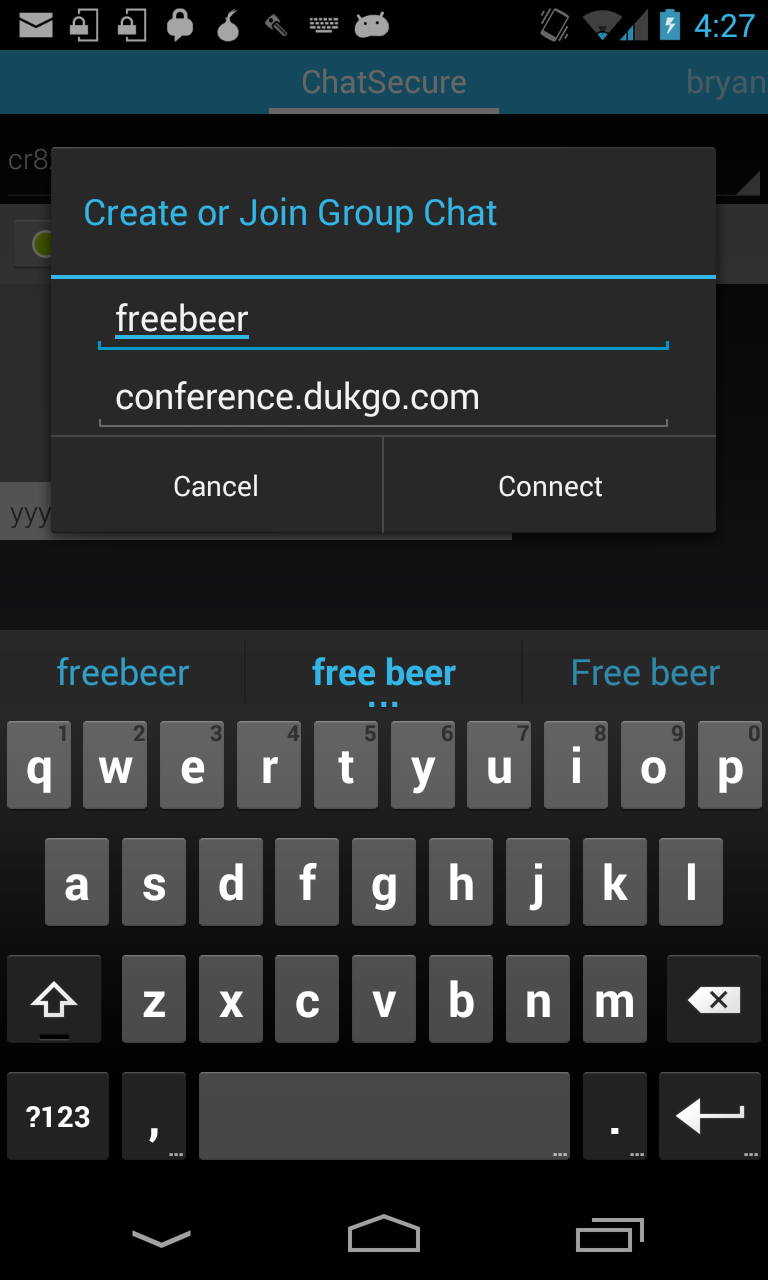 4:27
ChatSecure bryan
cr8
Create or Join Group Chat
freebeer
conference.dukgo.com
Cancel Connect
yyy
freebeer free beer Free beer
1 2 3 4 5 6 7 8 9 0
q w e r t y u i o p
a s d f g h j k l
z x c v b n m
?123 , .